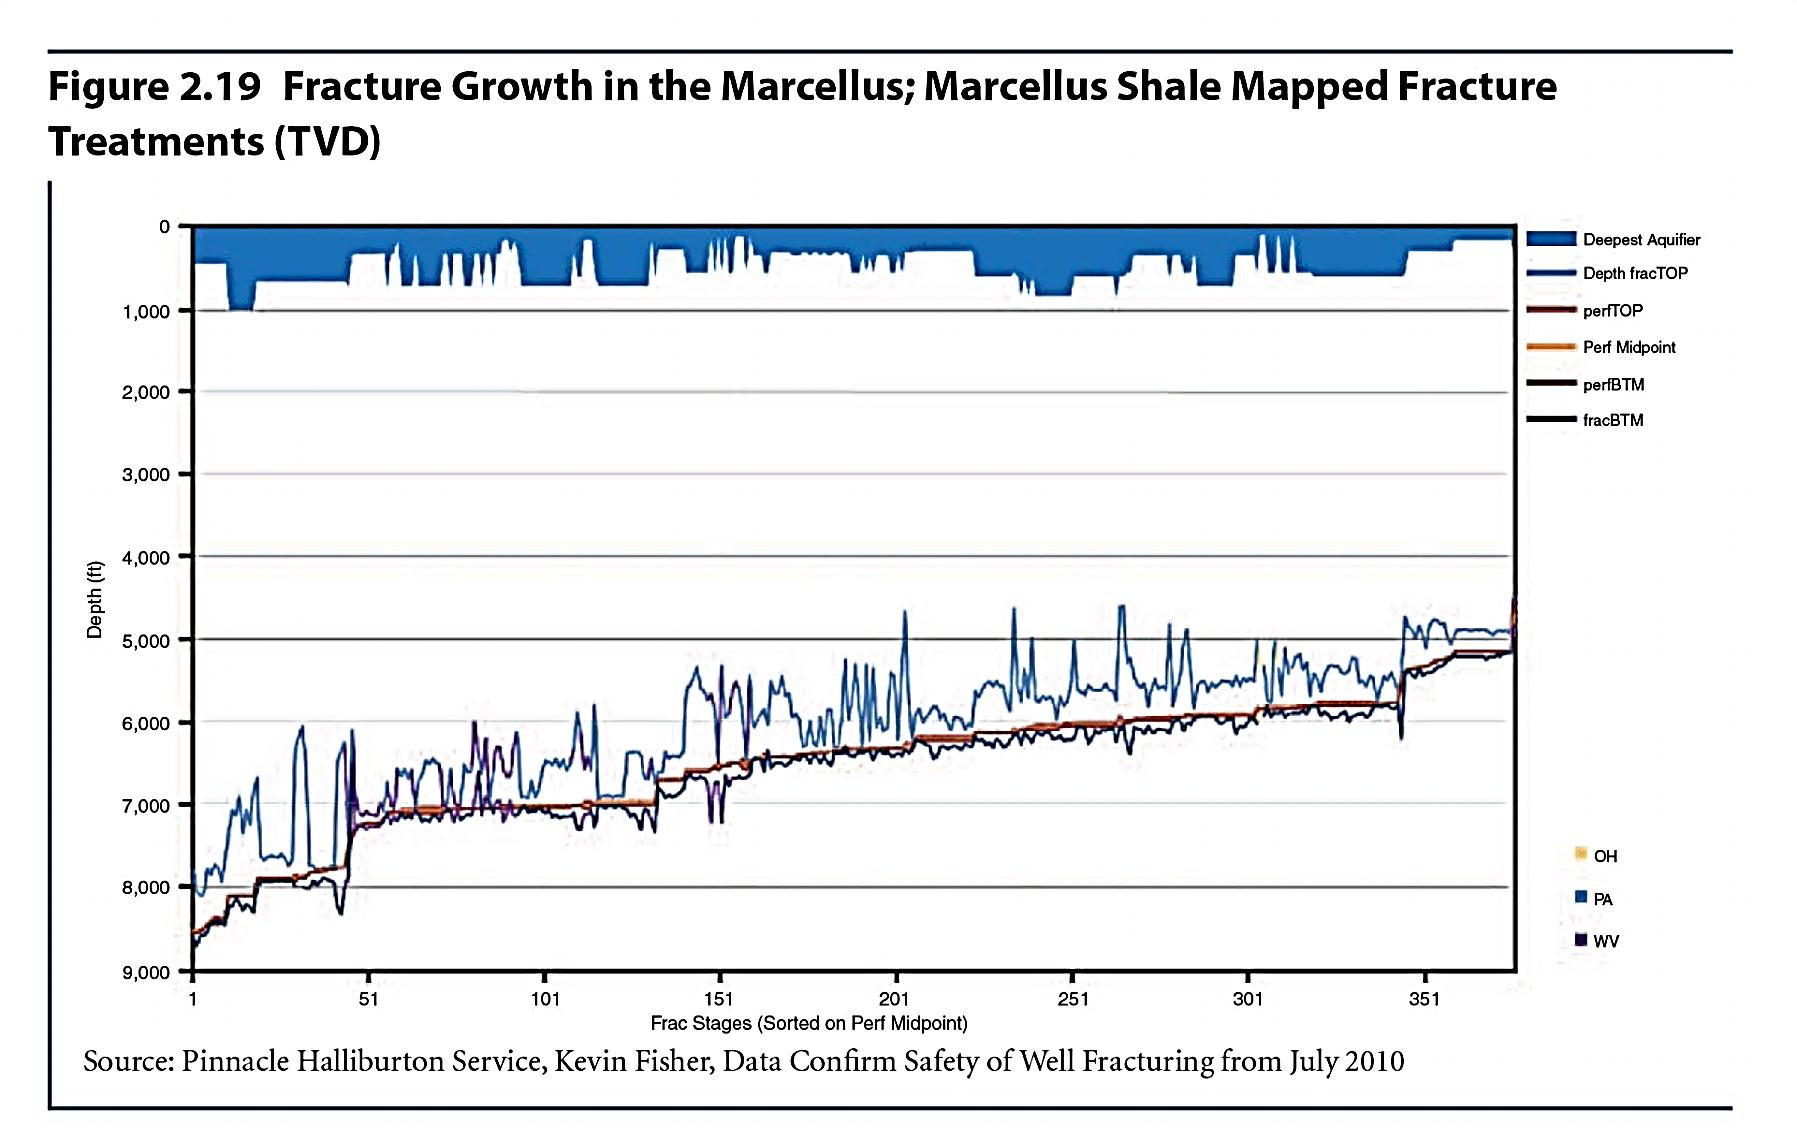 Figure 2.19 Fracture Growth in the Marcellus; Marcellus Shale Mapped Fracture
Treatments (TVD)
0
1,000
2,000
3,000
4,000
5,000
6,000
7,000
8,000
9,000
Depth (ft)
1
51
101
151
201
251
301
351
Frac Stages (Sorted on Perf Midpoint)
Deepest Aquifier
Depth fracTOP
perfTOP
Perf Midpoint
perfBTM
fracBTM
OH
PA
WV
Source: Pinnacle Halliburton Service, Kevin Fisher, Data Confirm Safety of Well Fracturing from July 2010